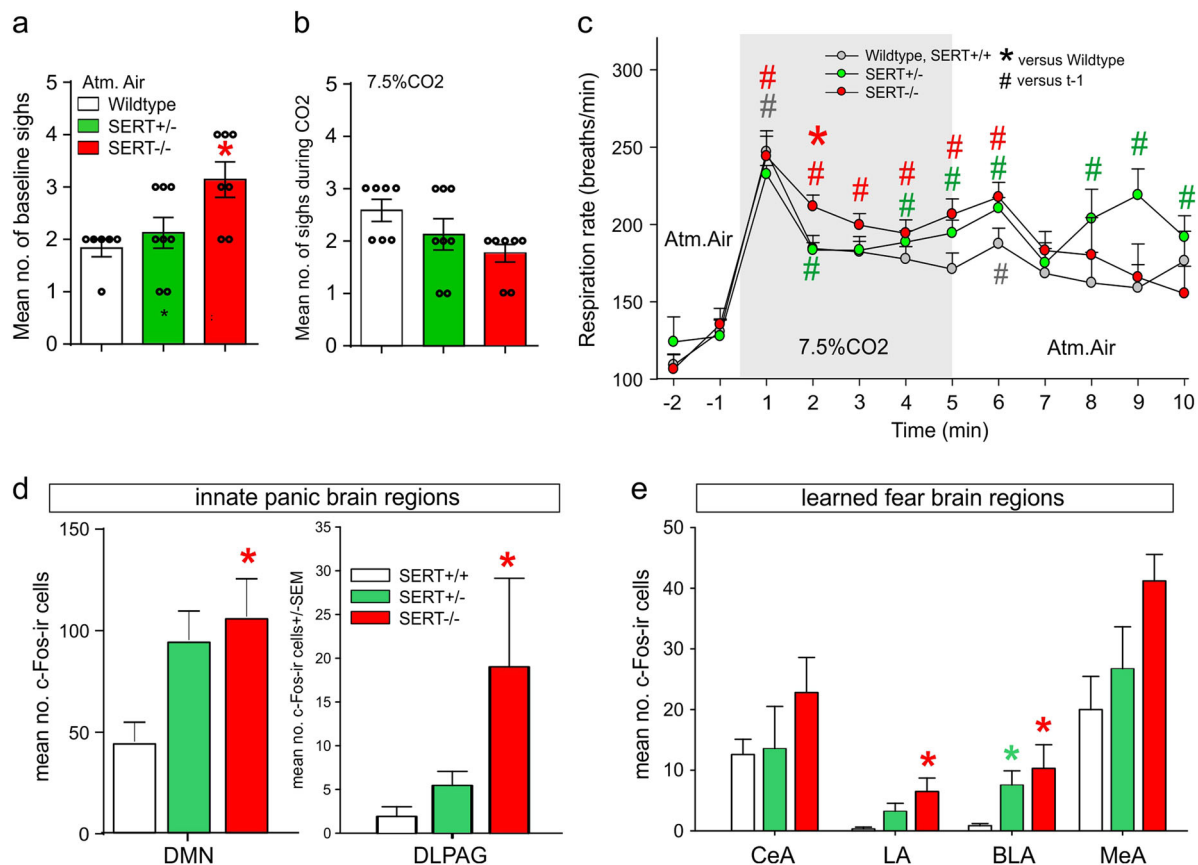 a
Atm. Air
Wildtype
SERT+/-
SERT-/-
*
*
Mean no. of baseline sighs
5
4
3
2
1
0
b
7.5%CO2
Mean no. of sighs during CO2
5
4
3
2
1
0
c
Wildtype, SERT+/+
SERT+/-
SERT-/-
* versus Wildtype
# versus t-1
Respiration rate (breaths/min)
300
250
200
150
100
# # # # #
# * # # # # # # #
# # # #
# #
Atm.Air
7.5%CO2
Atm.Air
-2 -1 1 2 3 4 5 6 7 8 9 10
Time (min)
d
innate panic brain regions
mean no. c-Fos-ir cells
150
100
50
0
*
DMN
mean no. c-Fos-ir cells+/-SEM
35
30
25
20
15
10
5
0
SERT+/+
SERT+/-
SERT-/-
*
DLPAG
e
learned fear brain regions
mean no. c-Fos-ir cells
50
40
30
20
10
0
* * *
CeA LA BLA MeA